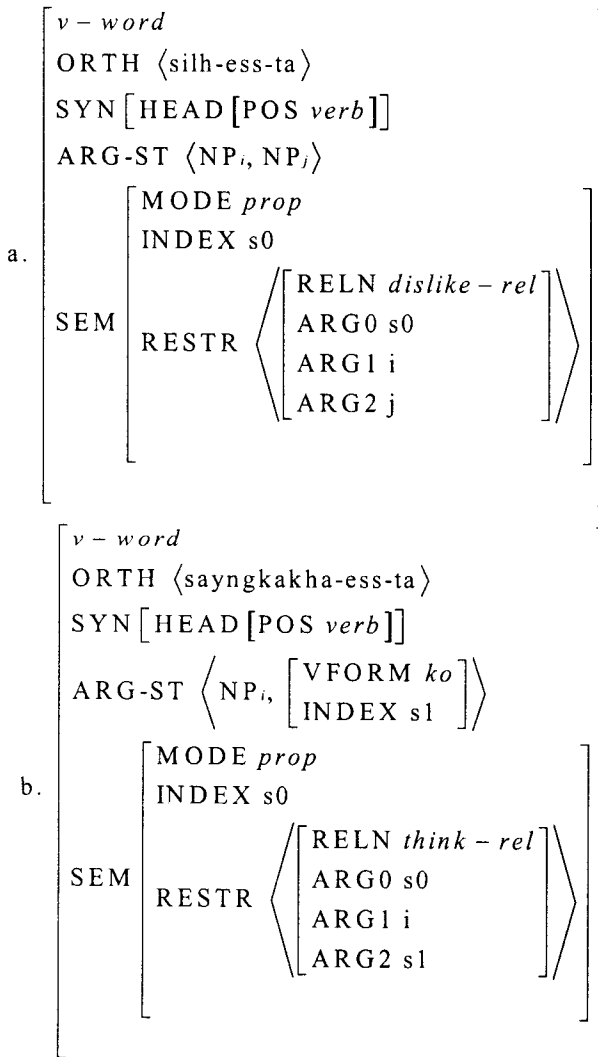 a.
v – word
ORTH ⟨silh-ess-ta⟩
SYN[HEAD[POS verb]]
ARG-ST ⟨NPi, NPj⟩
SEM
MODE prop
INDEX s0
RESTR
RELN dislike – rel
ARG0 s0
ARG1 i
ARG2 j
b.
v – word
ORTH ⟨sayngkakha-ess-ta⟩
SYN[HEAD[POS verb]]
ARG-ST ⟨NPi, [VFORM ko
INDEX s1]⟩
SEM
MODE prop
INDEX s0
RESTR
RELN think – rel
ARG0 s0
ARG1 i
ARG2 s1